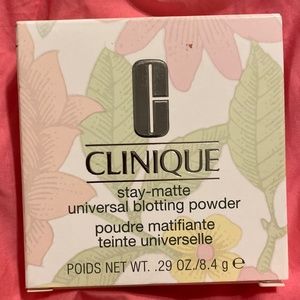 C
CLINIQUE
stay-matte
universal blotting powder
poudre matifiante
teinte universelle
POIDS NET WT. .29 OZ./8.4 g ℮